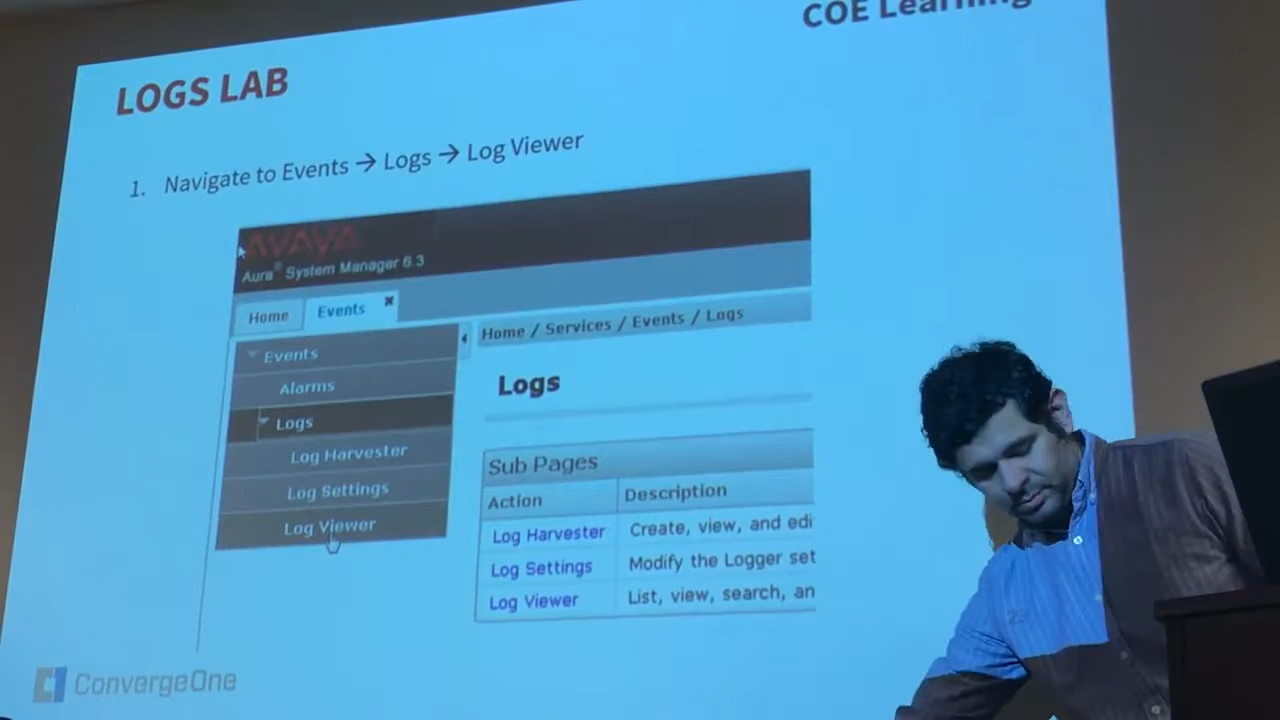 COE Learning
LOGS LAB
1. Navigate to Events → Logs → Log Viewer
AVAYA
Aura® System Manager 6.3
Home
Events
Home / Services / Events / Logs
Events
Alarms
Logs
Log Harvester
Log Settings
Log Viewer
Logs
Sub Pages
Action
Description
Log Harvester
Create, view, and edi
Log Settings
Modify the Logger set
Log Viewer
List, view, search, an
ConvergeOne